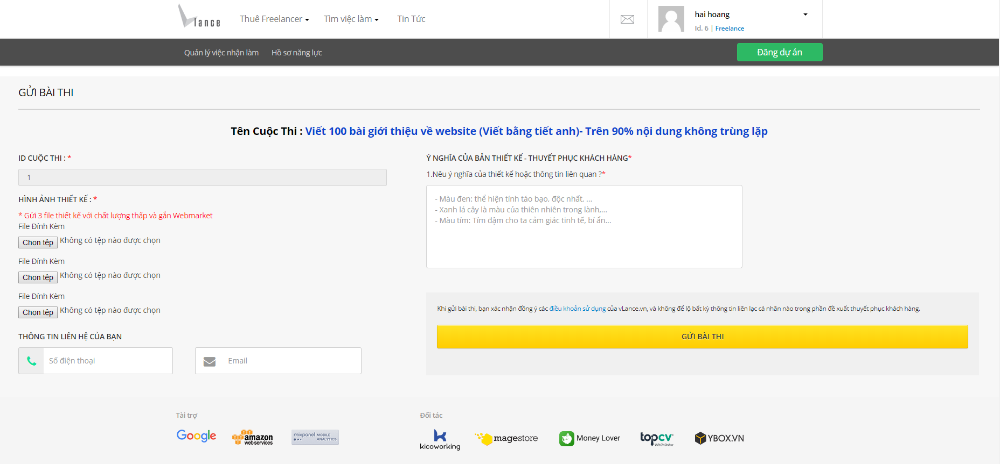 Vlance
Thuê Freelancer
Tìm việc làm
Tin Tức
hai hoang
Id. 6 | Freelance
Quản lý việc nhận làm
Hồ sơ năng lực
Đăng dự án
GỬI BÀI THI
Tên Cuộc Thi : Viết 100 bài giới thiệu về website (Viết bằng tiết anh)- Trên 90% nội dung không trùng lặp
ID CUỘC THI : *
1
HÌNH ẢNH THIẾT KẾ : *
* Gửi 3 file thiết kế với chất lượng thấp và gắn Webmarket
File Đính Kèm
Chọn tệp Không có tệp nào được chọn
File Đính Kèm
Chọn tệp Không có tệp nào được chọn
File Đính Kèm
Chọn tệp Không có tệp nào được chọn
THÔNG TIN LIÊN HỆ CỦA BẠN
Số điện thoại
Email
Ý NGHĨA CỦA BẢN THIẾT KẾ - THUYẾT PHỤC KHÁCH HÀNG*
1.Nêu ý nghĩa của thiết kế hoặc thông tin liên quan ?*
- Màu đen: thể hiện tính táo bạo, độc nhất, ...
- Xanh lá cây là màu của thiên nhiên trong lành,...
- Màu tím: Tím đậm cho ta cảm giác tinh tế, bí ẩn...
Khi gửi bài thi, bạn xác nhận đồng ý các điều khoản sử dụng của vLance.vn, và không để lộ bất kỳ thông tin liên lạc cá nhân nào trong phần đề xuất thuyết phục khách hàng.
GỬI BÀI THI
Tài trợ
Google
amazon
web services
mixpanel MOBILE
ANALYTICS
Đối tác
kicoworking
magestore
Money Lover
topcv
Viết CV Online
YBOX.VN